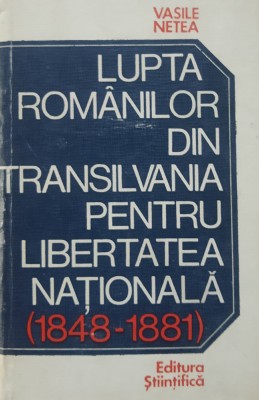 VASILE
NETEA
LUPTA
ROMÂNILOR
DIN
TRANSILVANIA
PENTRU
LIBERTATEA
NAȚIONALĂ
(1848-1881)
Editura
Științifică